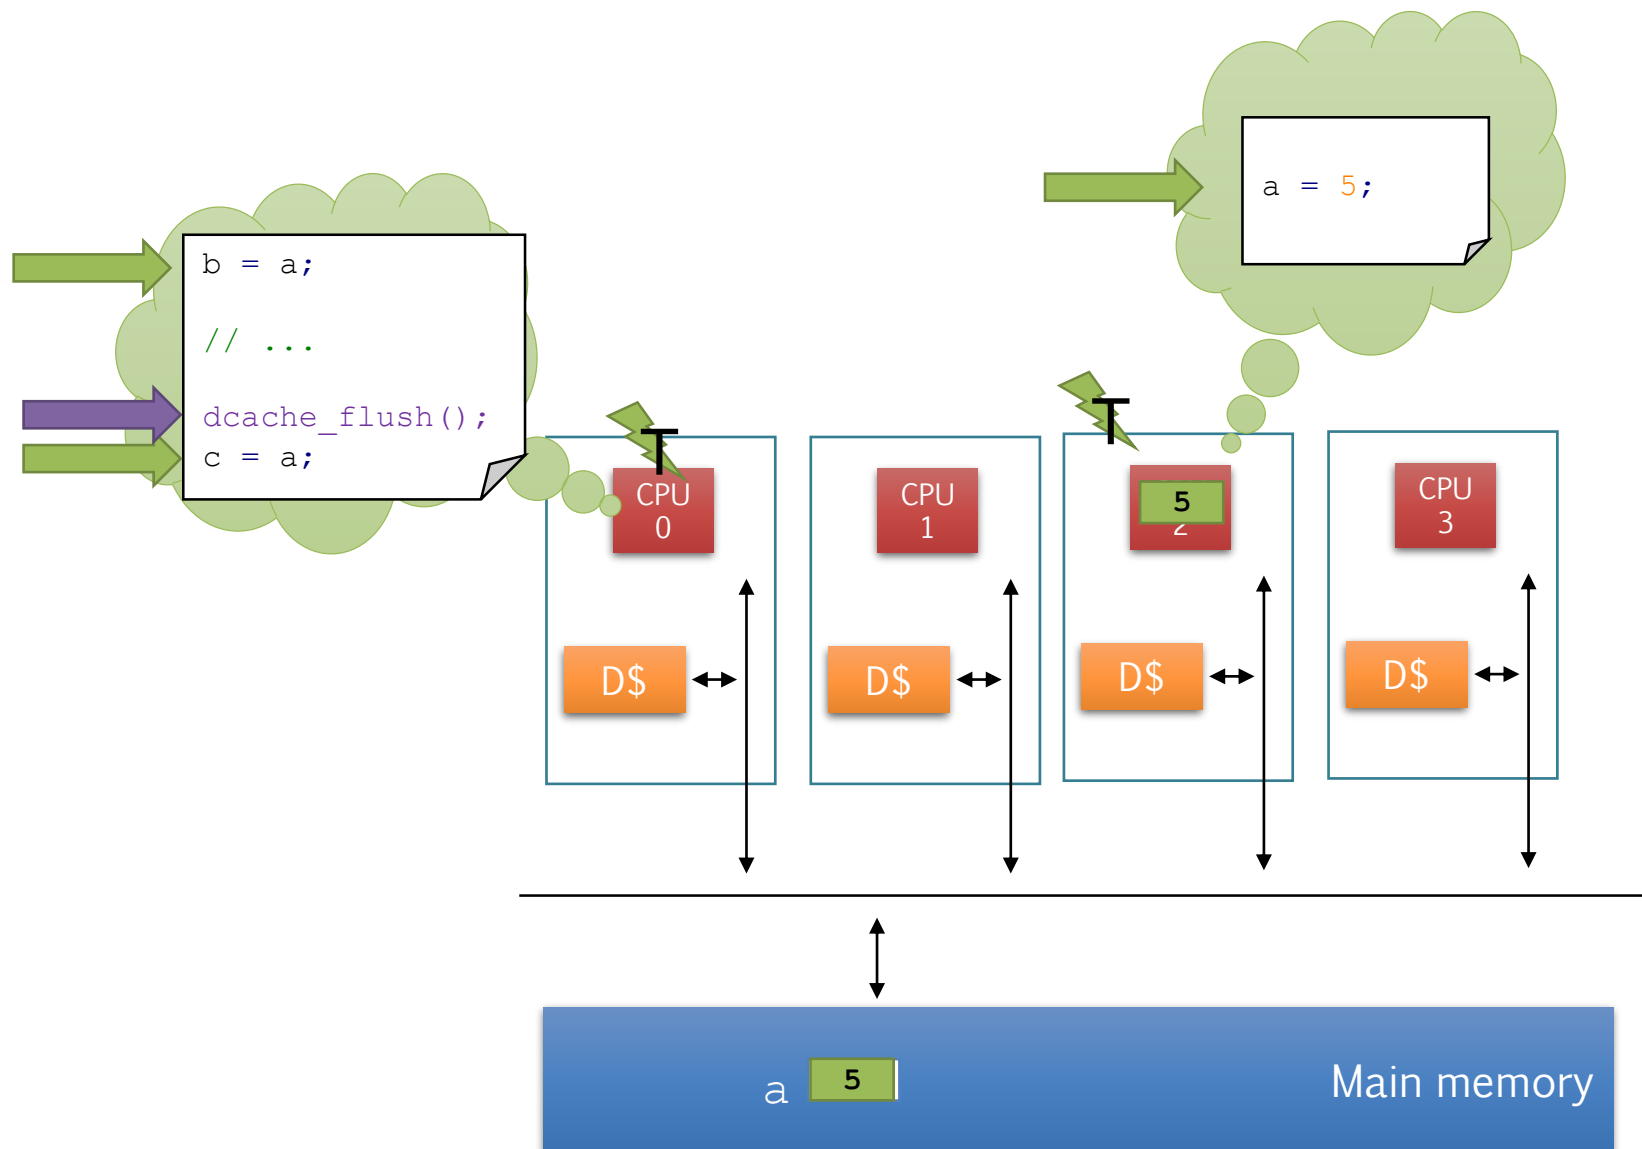 a = 5;
b = a;
// ...
dcache_flush();
c = a;
T
T
CPU
0
CPU
1
5
2
CPU
3
D$
D$
D$
D$
a
5
Main memory